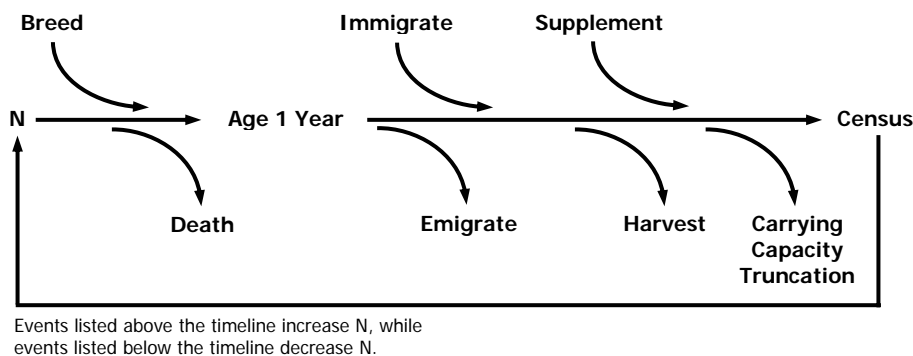 Breed
Immigrate
Supplement
N
Age 1 Year
Census
Death
Emigrate
Harvest
Carrying
Capacity
Truncation
Events listed above the timeline increase N, while
events listed below the timeline decrease N.